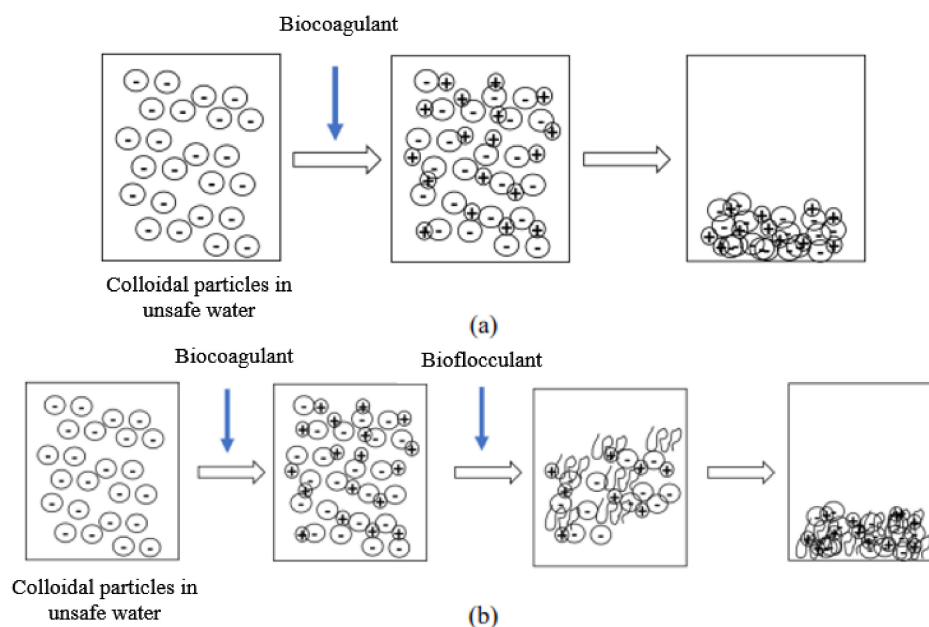 Biocoagulant
Colloidal particles in
unsafe water
(a)
Biocoagulant
Bioflocculant
Colloidal particles in
unsafe water
(b)